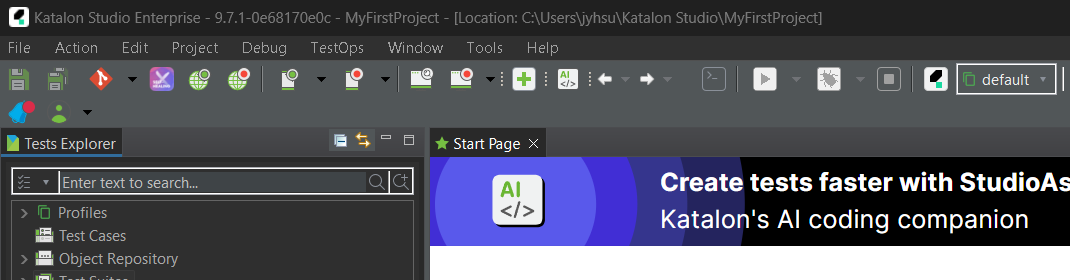 Katalon Studio Enterprise - 9.7.1-0e68170e0c - MyFirstProject - [Location: C:\Users\jyhsu\Katalon Studio\MyFirstProject]
File Action Edit Project Debug TestOps Window Tools Help
AI </> default
Tests Explorer
Start Page
Enter text to search...
Profiles
Test Cases
Object Repository
Test Suites
AI
</>
Create tests faster with StudioAs
Katalon's AI coding companion